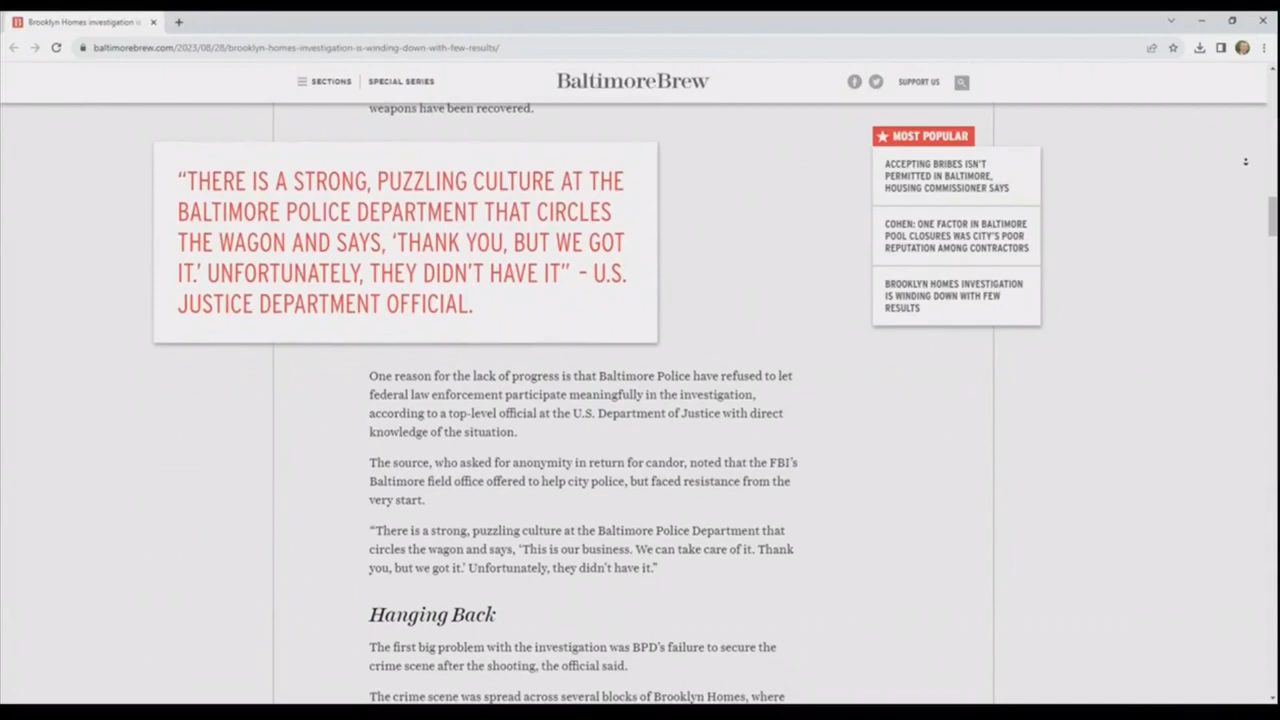 Brooklyn Homes investigation is
baltimorebrew.com/2023/08/28/brooklyn-homes-investigation-is-winding-down-with-few-results/
SECTIONS
SPECIAL SERIES
BaltimoreBrew
SUPPORT US
weapons have been recovered.
“THERE IS A STRONG, PUZZLING CULTURE AT THE
BALTIMORE POLICE DEPARTMENT THAT CIRCLES
THE WAGON AND SAYS, ‘THANK YOU, BUT WE GOT
IT.’ UNFORTUNATELY, THEY DIDN’T HAVE IT” – U.S.
JUSTICE DEPARTMENT OFFICIAL.
MOST POPULAR
ACCEPTING BRIBES ISN’T
PERMITTED IN BALTIMORE,
HOUSING COMMISSIONER SAYS
COHEN: ONE FACTOR IN BALTIMORE
POOL CLOSURES WAS CITY’S POOR
REPUTATION AMONG CONTRACTORS
BROOKLYN HOMES INVESTIGATION
IS WINDING DOWN WITH FEW
RESULTS
One reason for the lack of progress is that Baltimore Police have refused to let
federal law enforcement participate meaningfully in the investigation,
according to a top-level official at the U.S. Department of Justice with direct
knowledge of the situation.
The source, who asked for anonymity in return for candor, noted that the FBI’s
Baltimore field office offered to help city police, but faced resistance from the
very start.
“There is a strong, puzzling culture at the Baltimore Police Department that
circles the wagon and says, ‘This is our business. We can take care of it. Thank
you, but we got it.’ Unfortunately, they didn’t have it.”
Hanging Back
The first big problem with the investigation was BPD’s failure to secure the
crime scene after the shooting, the official said.
The crime scene was spread across several blocks of Brooklyn Homes, where